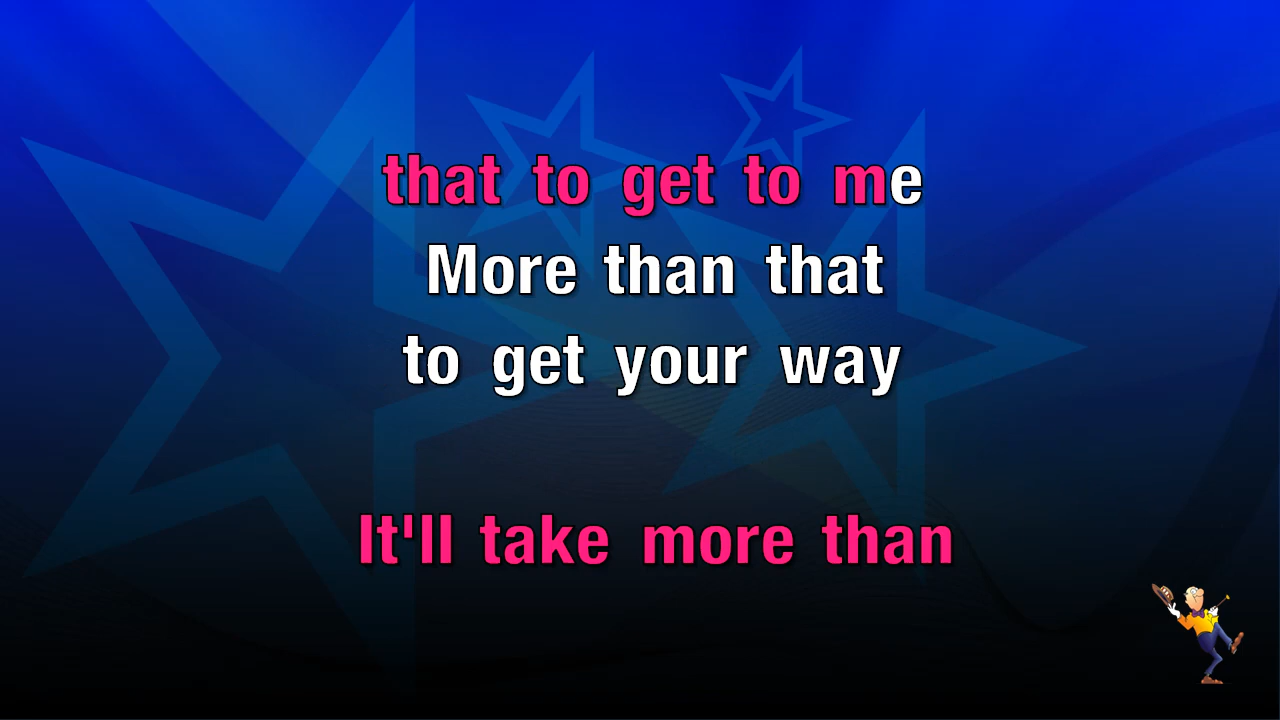 that to get to me
More than that
to get your way
It'll take more than